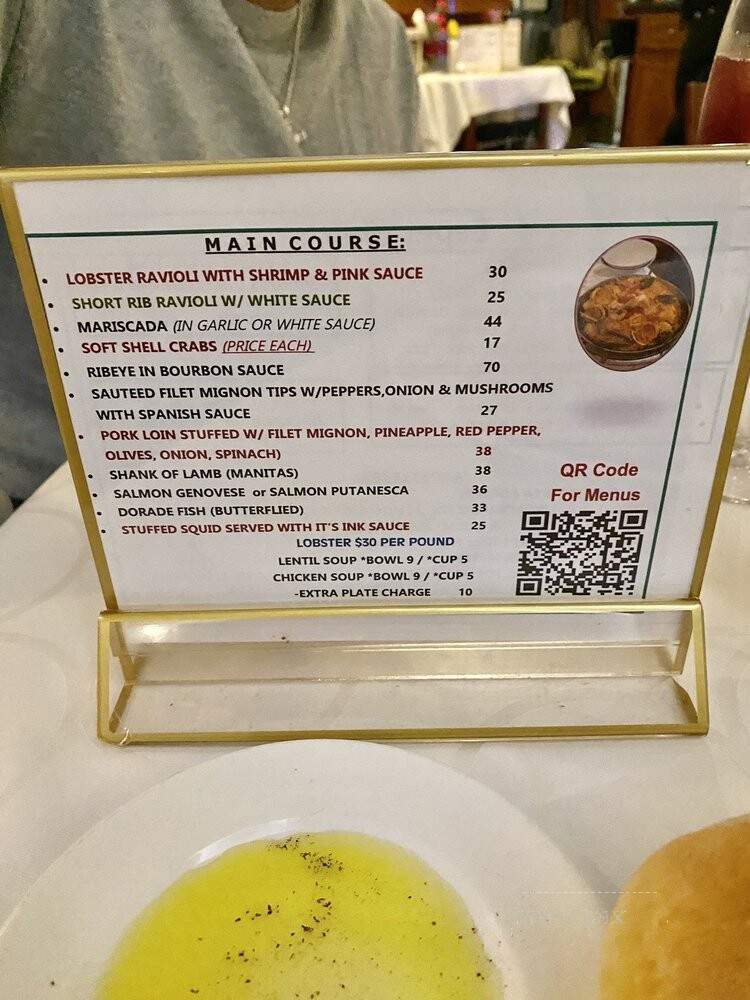 MAIN COURSE:
• LOBSTER RAVIOLI WITH SHRIMP & PINK SAUCE 30
• SHORT RIB RAVIOLI W/ WHITE SAUCE 25
• MARISCADA (IN GARLIC OR WHITE SAUCE) 44
• SOFT SHELL CRABS (PRICE EACH) 17
• RIBEYE IN BOURBON SAUCE 70
• SAUTEED FILET MIGNON TIPS W/PEPPERS,ONION & MUSHROOMS
WITH SPANISH SAUCE 27
• PORK LOIN STUFFED W/ FILET MIGNON, PINEAPPLE, RED PEPPER,
OLIVES, ONION, SPINACH) 38
• SHANK OF LAMB (MANITAS) 38
• SALMON GENOVESE or SALMON PUTANESCA 36
• DORADE FISH (BUTTERFLIED) 33
• STUFFED SQUID SERVED WITH IT'S INK SAUCE 25
LOBSTER $30 PER POUND
LENTIL SOUP *BOWL 9 / *CUP 5
CHICKEN SOUP *BOWL 9 / *CUP 5
-EXTRA PLATE CHARGE 10
QR Code
For Menus